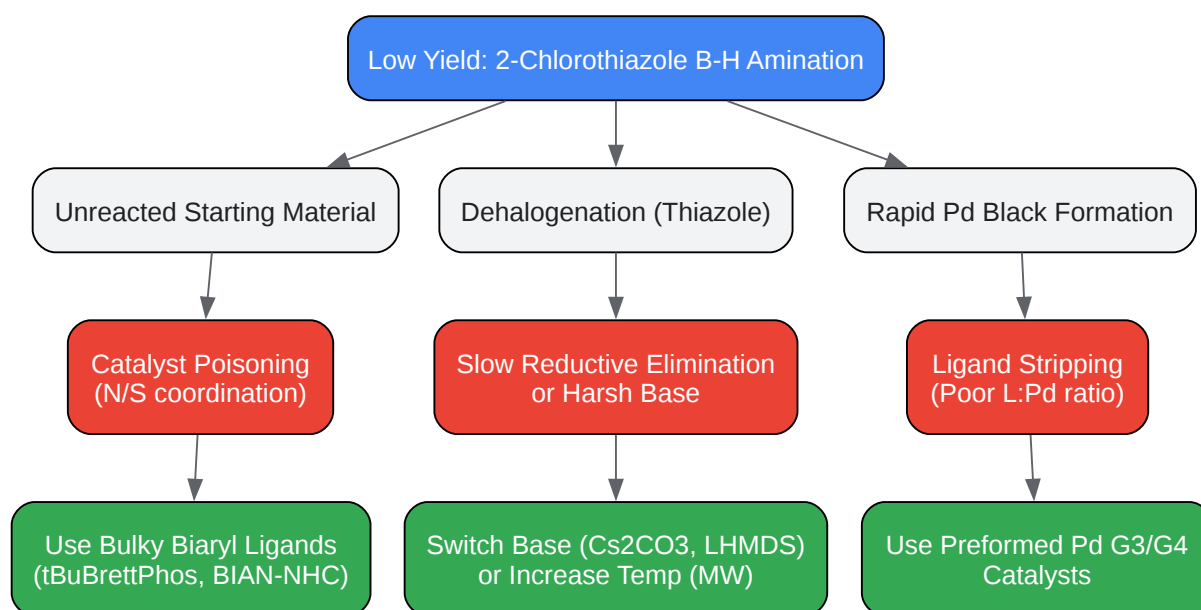 Low Yield: 2-Chlorothiazole B-H Amination
Unreacted Starting Material
Dehalogenation (Thiazole)
Rapid Pd Black Formation
Catalyst Poisoning
(N/S coordination)
Slow Reductive Elimination
or Harsh Base
Ligand Stripping
(Poor L:Pd ratio)
Use Bulky Biaryl Ligands
(tBuBrettPhos, BIAN-NHC)
Switch Base (Cs2CO3, LHMDS)
or Increase Temp (MW)
Use Preformed Pd G3/G4
Catalysts